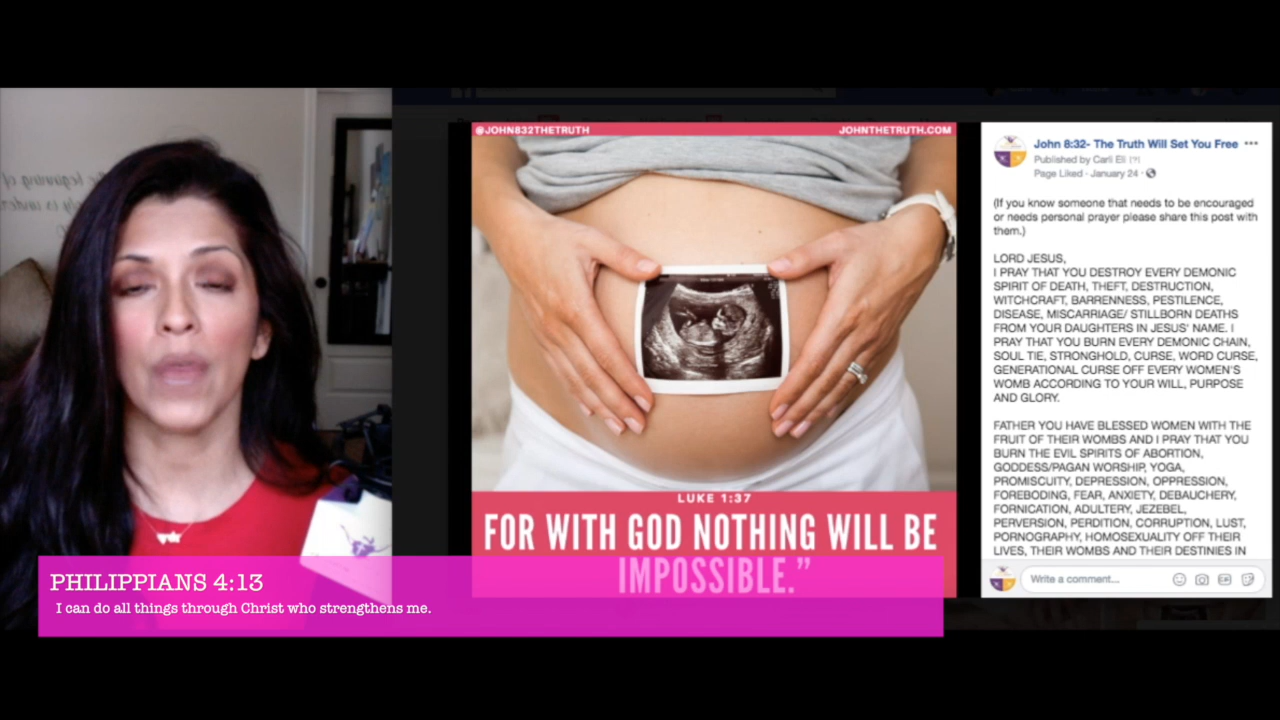 @JOHN832THETRUTH
JOHNTHETRUTH.COM
LUKE 1:37
FOR WITH GOD NOTHING WILL BE
IMPOSSIBLE.”
PHILIPPIANS 4:13
I can do all things through Christ who strengthens me.
John 8:32- The Truth Will Set You Free
Published by Carli Eli [?]
Page Liked · January 24 ·
(If you know someone that needs to be encouraged
or needs personal prayer please share this post with
them.)
LORD JESUS,
I PRAY THAT YOU DESTROY EVERY DEMONIC
SPIRIT OF DEATH, THEFT, DESTRUCTION,
WITCHCRAFT, BARRENNESS, PESTILENCE,
DISEASE, MISCARRIAGE/ STILLBORN DEATHS
FROM YOUR DAUGHTERS IN JESUS' NAME. I
PRAY THAT YOU BURN EVERY DEMONIC CHAIN,
SOUL TIE, STRONGHOLD, CURSE, WORD CURSE,
GENERATIONAL CURSE OFF EVERY WOMEN'S
WOMB ACCORDING TO YOUR WILL, PURPOSE
AND GLORY.
FATHER YOU HAVE BLESSED WOMEN WITH THE
FRUIT OF THEIR WOMBS AND I PRAY THAT YOU
BURN THE EVIL SPIRITS OF ABORTION,
GODDESS/PAGAN WORSHIP, YOGA,
PROMISCUITY, DEPRESSION, OPPRESSION,
FOREBODING, FEAR, ANXIETY, DEBAUCHERY,
FORNICATION, ADULTERY, JEZEBEL,
PERVERSION, PERDITION, CORRUPTION, LUST,
PORNOGRAPHY, HOMOSEXUALITY OFF THEIR
LIVES, THEIR WOMBS AND THEIR DESTINIES IN
Write a comment...